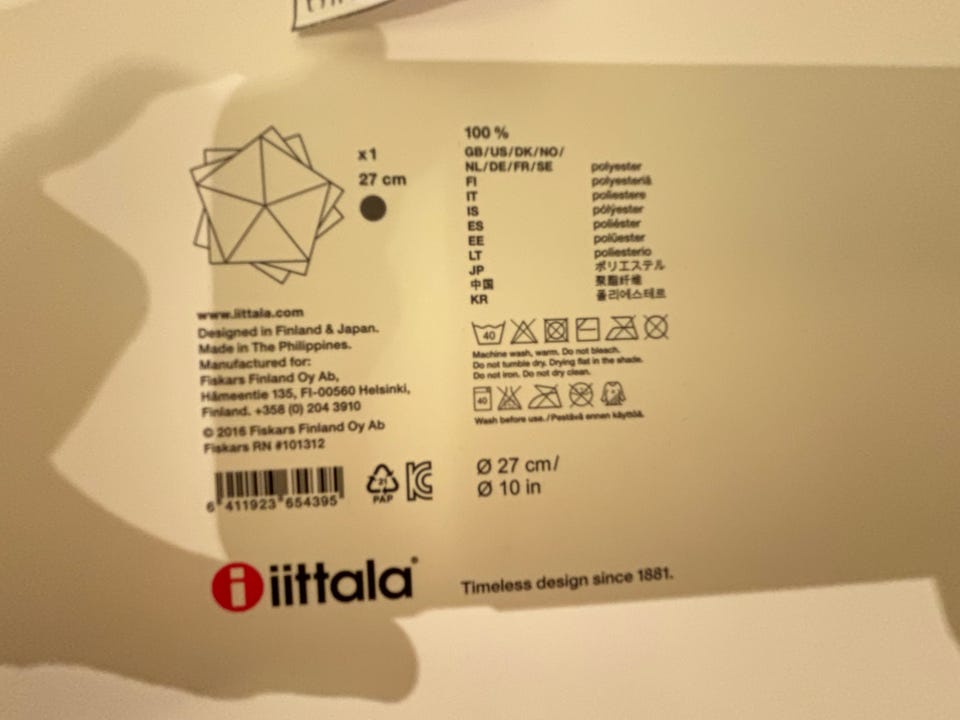 x1
27 cm
www.iittala.com
Designed in Finland & Japan.
Made in The Philippines.
Manufactured for:
Fiskars Finland Oy Ab,
Hämeentie 135, FI-00560 Helsinki,
Finland. +358 (0) 204 3910
© 2016 Fiskars Finland Oy Ab
Fiskars RN #101312
6 411923 654395
21
PAP
100 %
GB/US/DK/NO/
NL/DE/FR/SE polyester
FI polyesteriä
IT poliestere
IS pólýester
ES poliéster
EE polüester
LT poliesterio
JP ポリエステル
中国 聚酯纤维
KR 폴리에스테르
40
Machine wash, warm. Do not bleach.
Do not tumble dry. Drying flat in the shade.
Do not iron. Do not dry clean.
40
Wash before use./Pestävä ennen käyttöä.
Ø 27 cm/
Ø 10 in
iittala®
Timeless design since 1881.